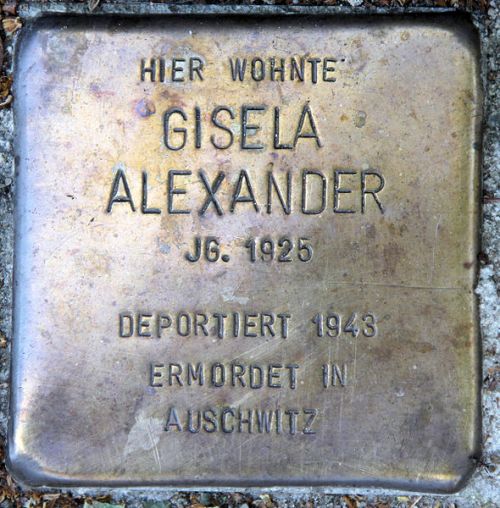 HIER WOHNTE
GISELA
ALEXANDER
JG. 1925
DEPORTIERT 1943
ERMORDET IN
AUSCHWITZ